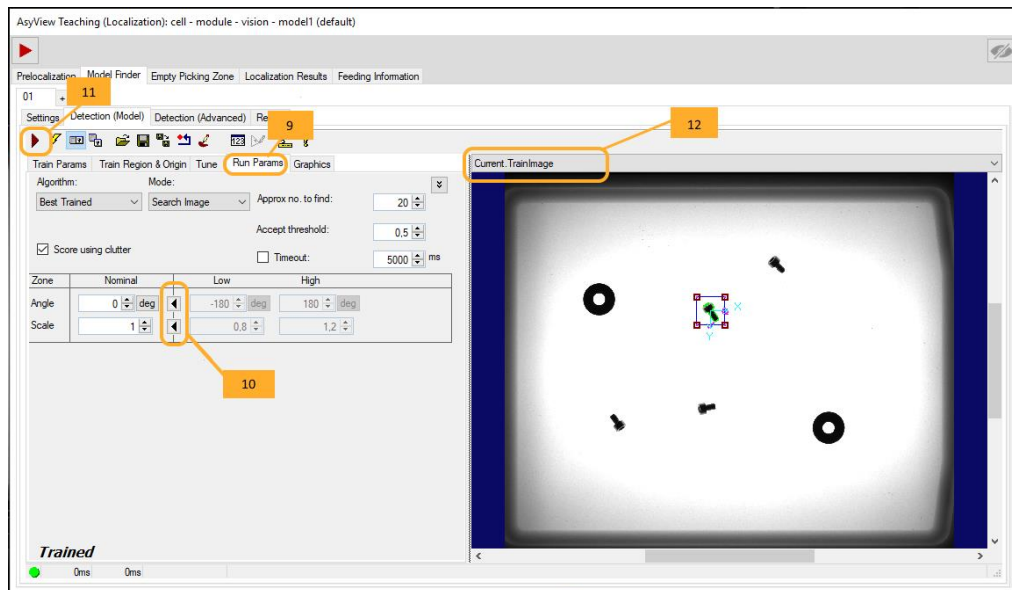 AsyView Teaching (Localization): cell - module - vision - model1 (default)
Prelocalization Model Finder Empty Picking Zone Localization Results Feeding Information
01 + 11
Settings Detection (Model) Detection (Advanced)
9
12
123
Train Params Train Region & Origin Tune Run Params Graphics
Current.TrainImage
Algorithm: Mode:
Best Trained Search Image Approx no. to find: 20
Accept threshold: 0,5
Score using clutter Timeout: 5000 ms
Zone Nominal Low High
Angle 0 deg -180 deg 180 deg
Scale 1 0,8 1,2
X
Y
10
Trained
0ms 0ms